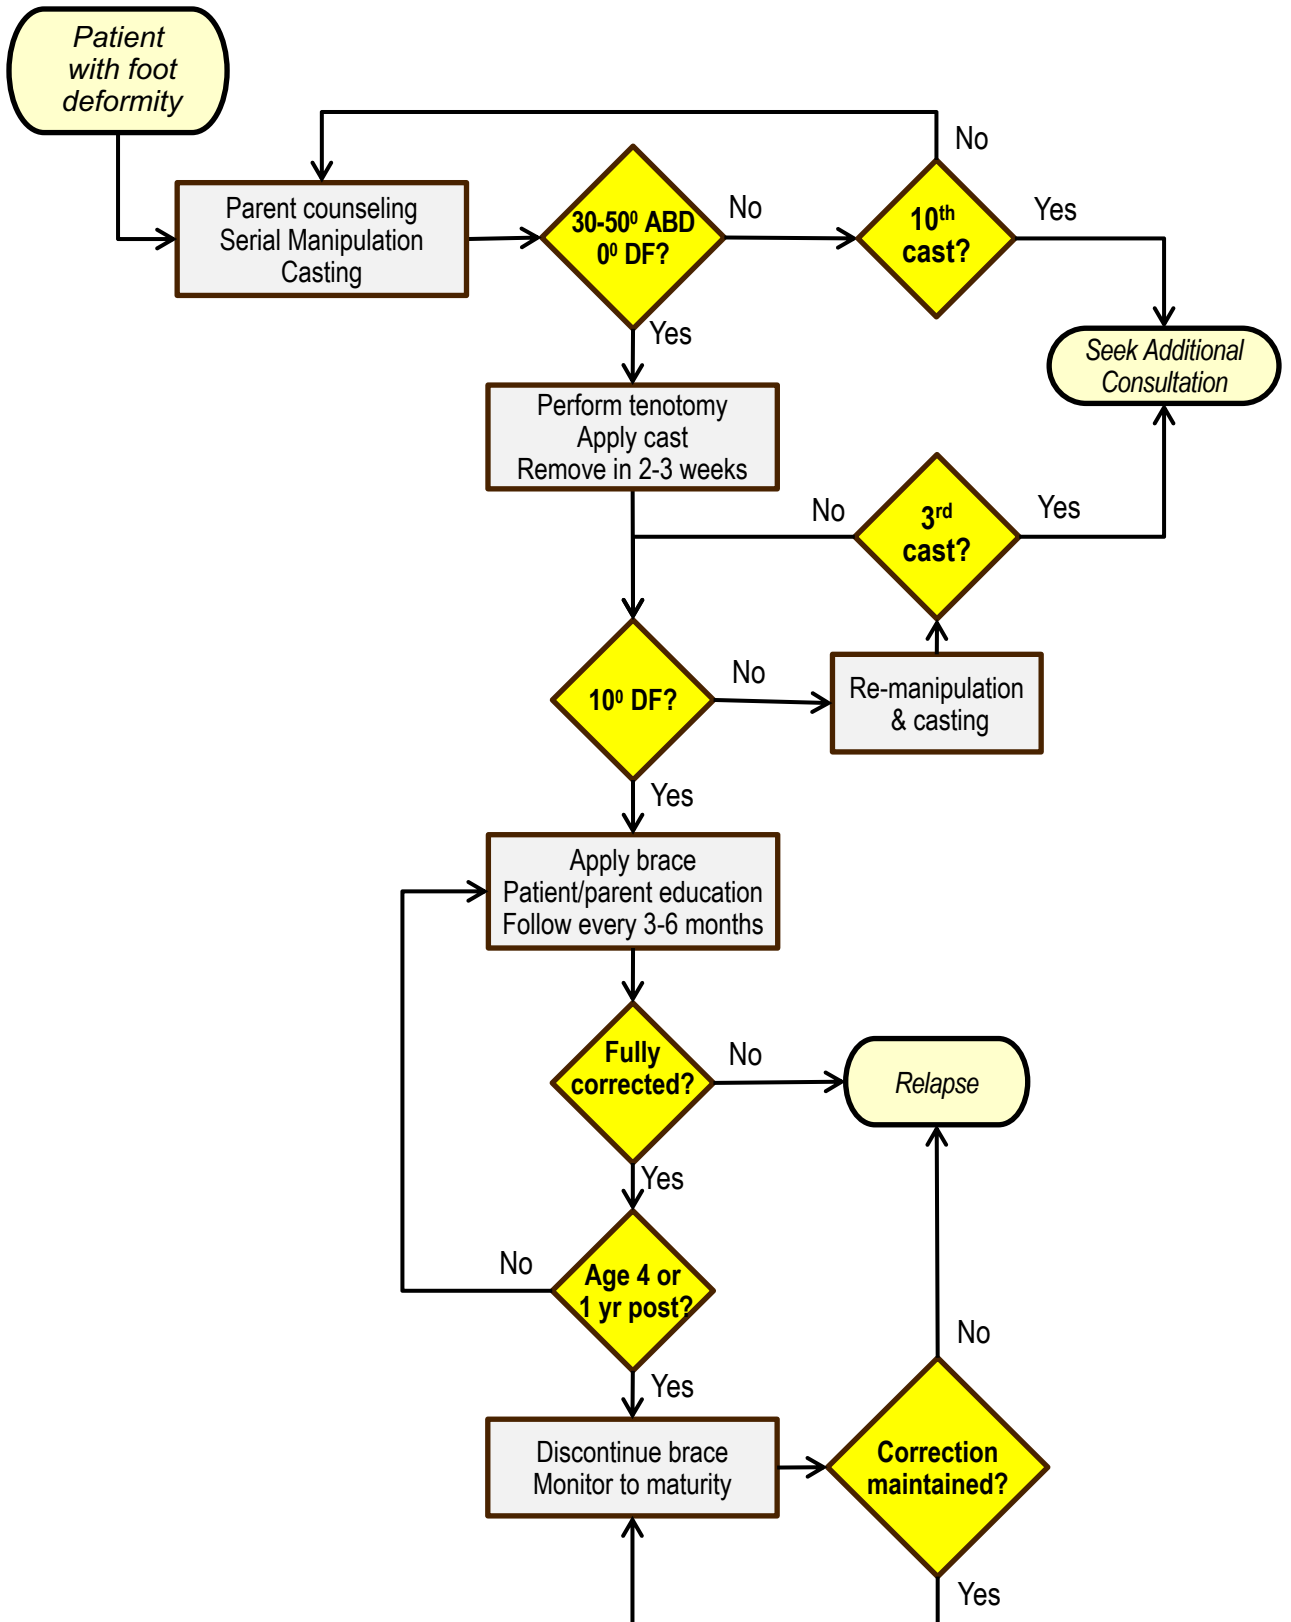 Patient
with foot
deformity
No
Parent counseling
Serial Manipulation
Casting
30-50⁰ ABD
0⁰ DF?
No
10th
cast?
Yes
Yes
Seek Additional
Consultation
Perform tenotomy
Apply cast
Remove in 2-3 weeks
No
3rd
cast?
Yes
10⁰ DF?
No
Re-manipulation
& casting
Yes
Apply brace
Patient/parent education
Follow every 3-6 months
Fully
corrected?
No
Relapse
Yes
No
Age 4 or
1 yr post?
No
Yes
Discontinue brace
Monitor to maturity
Correction
maintained?
Yes